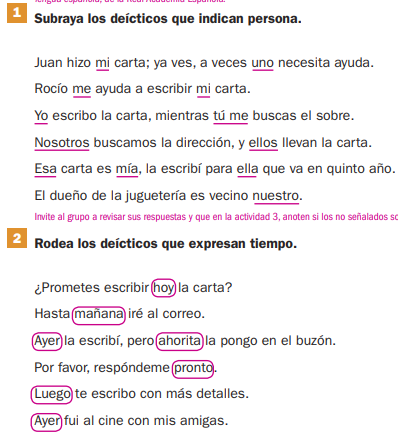 lengua española, de la Real Academia Española.
1 Subraya los deícticos que indican persona.
Juan hizo mi carta; ya ves, a veces uno necesita ayuda.
Rocío me ayuda a escribir mi carta.
Yo escribo la carta, mientras tú me buscas el sobre.
Nosotros buscamos la dirección, y ellos llevan la carta.
Esa carta es mía, la escribí para ella que va en quinto año.
El dueño de la juguetería es vecino nuestro.
Invite al grupo a revisar sus respuestas y que en la actividad 3, anoten si los no señalados
2 Rodea los deícticos que expresan tiempo.
¿Prometes escribir hoy la carta?
Hasta mañana iré al correo.
Ayer la escribí, pero ahorita la pongo en el buzón.
Por favor, respóndeme pronto.
Luego te escribo con más detalles.
Ayer fui al cine con mis amigas.